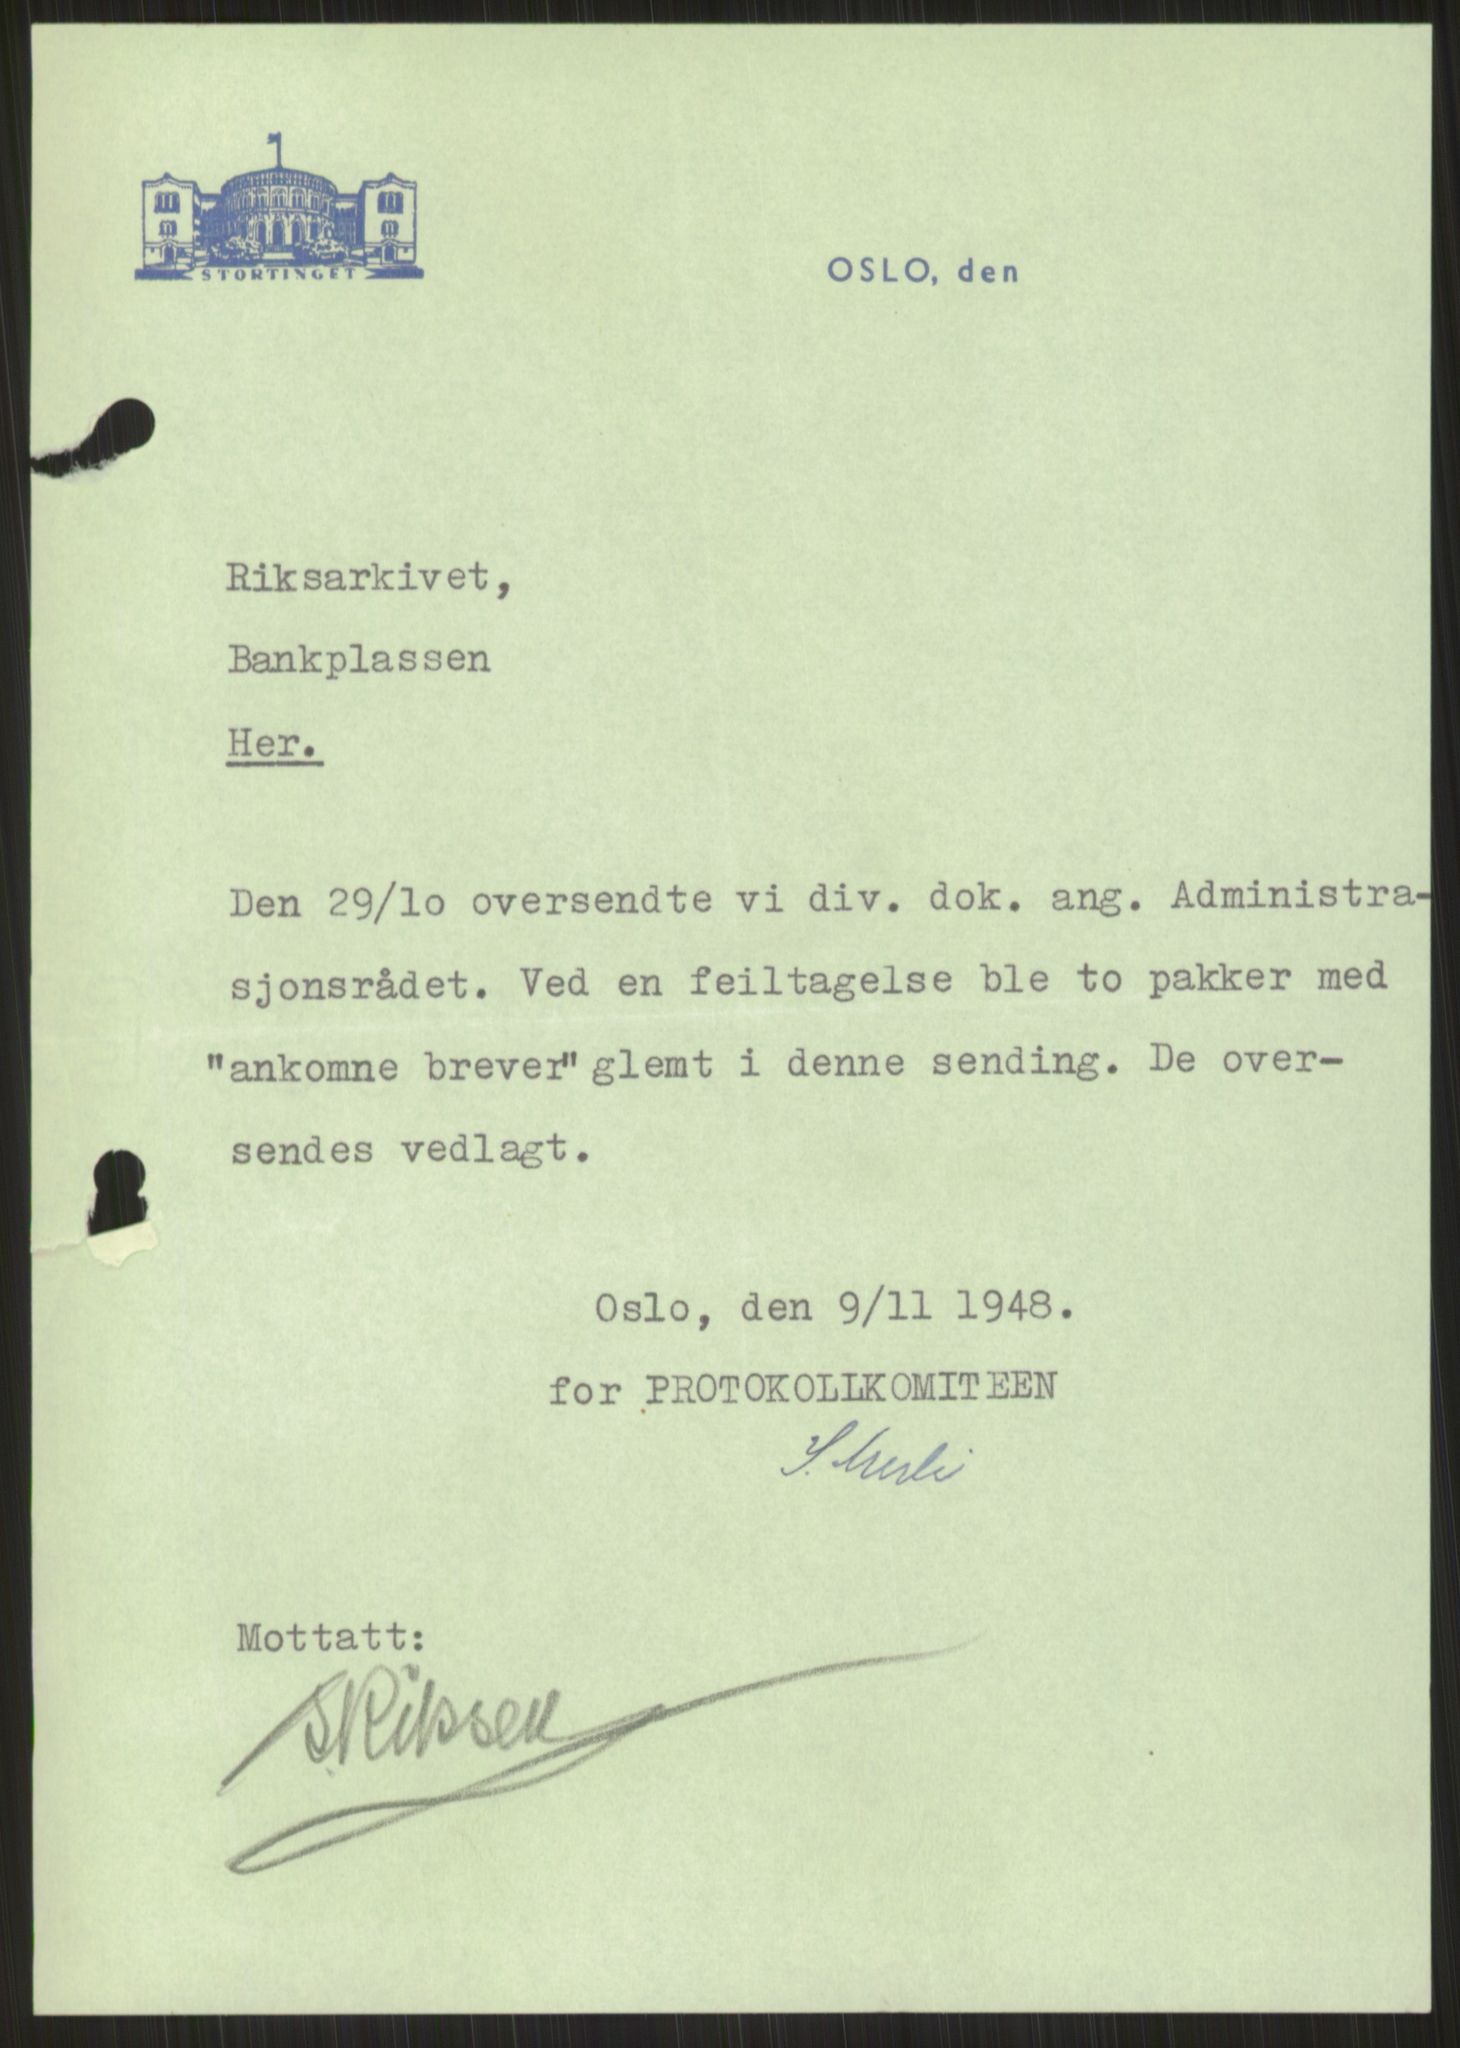 STORTINGET
OSLO, den
Riksarkivet,
Bankplassen
Her.
Den 29/lo oversendte vi div. dok. ang. Administra-
sjonsrådet. Ved en feiltagelse ble to pakker med
"ankomne brever" glemt i denne sending. De over-
sendes vedlagt.
Oslo, den 9/11 1948.
for PROTOKOLLKOMITEEN
Mottatt: